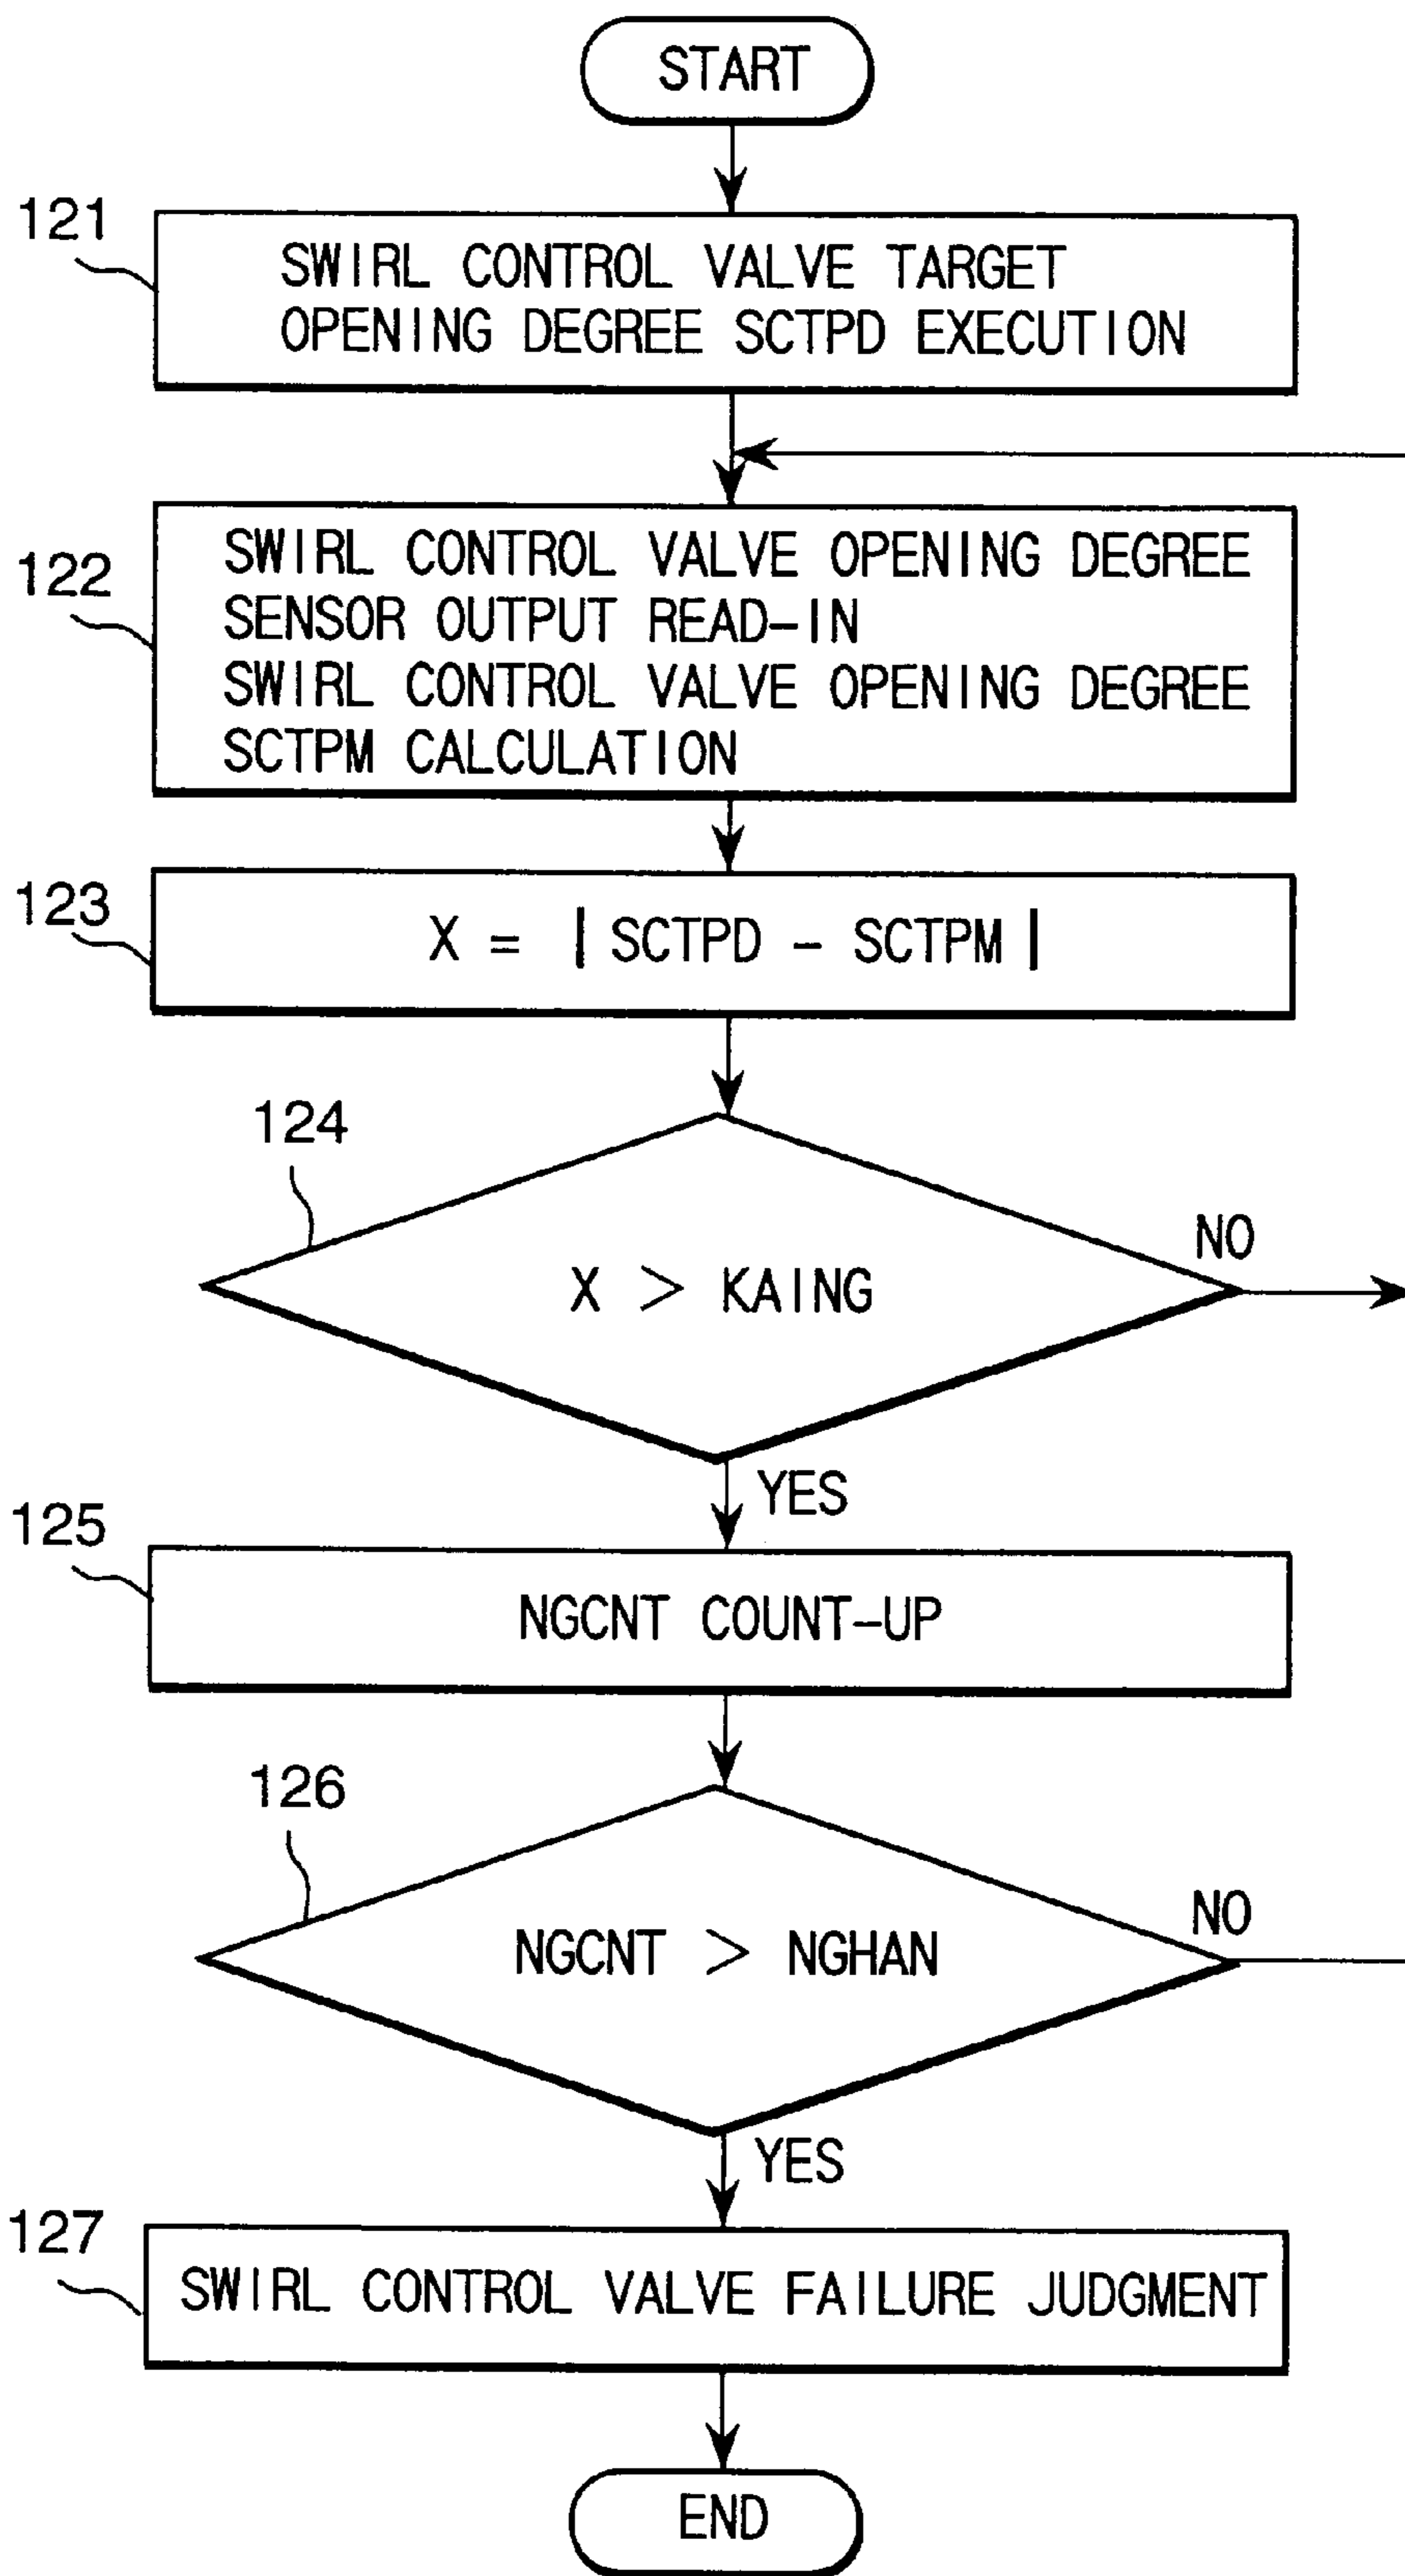 START
121
SWIRL CONTROL VALVE TARGET
OPENING DEGREE SCTPD EXECUTION
122
SWIRL CONTROL VALVE OPENING DEGREE
SENSOR OUTPUT READ-IN
SWIRL CONTROL VALVE OPENING DEGREE
SCTPM CALCULATION
123
X = | SCTPD - SCTPM |
124
X > KAING
NO
YES
125
NGCNT COUNT-UP
126
NGCNT > NGHAN
NO
YES
127
SWIRL CONTROL VALVE FAILURE JUDGMENT
END